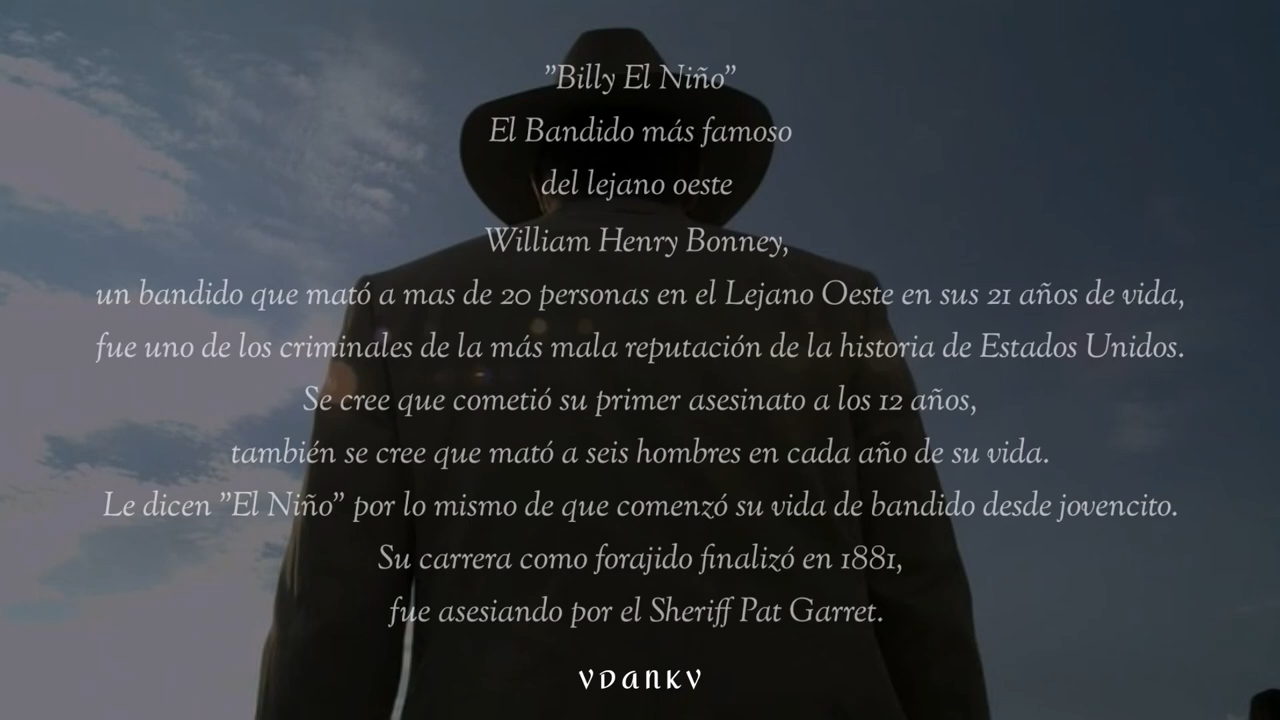 ”Billy El Niño”
El Bandido más famoso
del lejano oeste
William Henry Bonney,
un bandido que mató a mas de 20 personas en el Lejano Oeste en sus 21 años de vida,
fue uno de los criminales de la más mala reputación de la historia de Estados Unidos.
Se cree que cometió su primer asesinato a los 12 años,
también se cree que mató a seis hombres en cada año de su vida.
Le dicen ”El Niño” por lo mismo de que comenzó su vida de bandido desde jovencito.
Su carrera como forajido finalizó en 1881,
fue asesiando por el Sheriff Pat Garret.
VDANKV